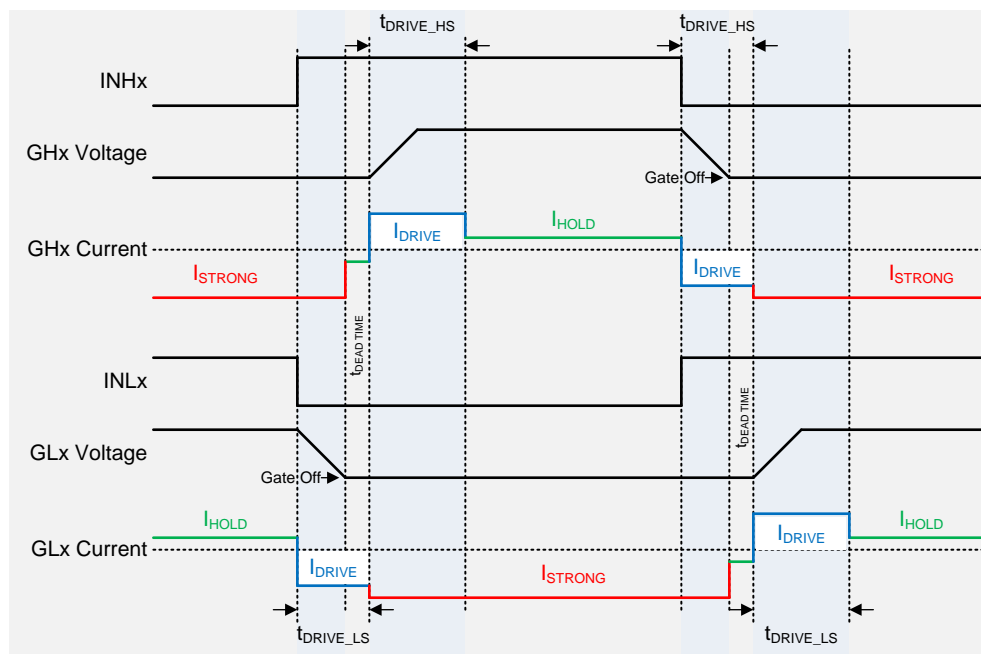 tDRIVE_HS tDRIVE_HS
INHx
GHx Voltage
Gate Off
IHOLD
IDRIVE
GHx Current
IDRIVE
ISTRONG ISTRONG
tDEAD TIME
INLx
tDEAD TIME
GLx Voltage
Gate Off
IHOLD IHOLD
IDRIVE
GLx Current
IDRIVE ISTRONG
tDRIVE_LS tDRIVE_LS